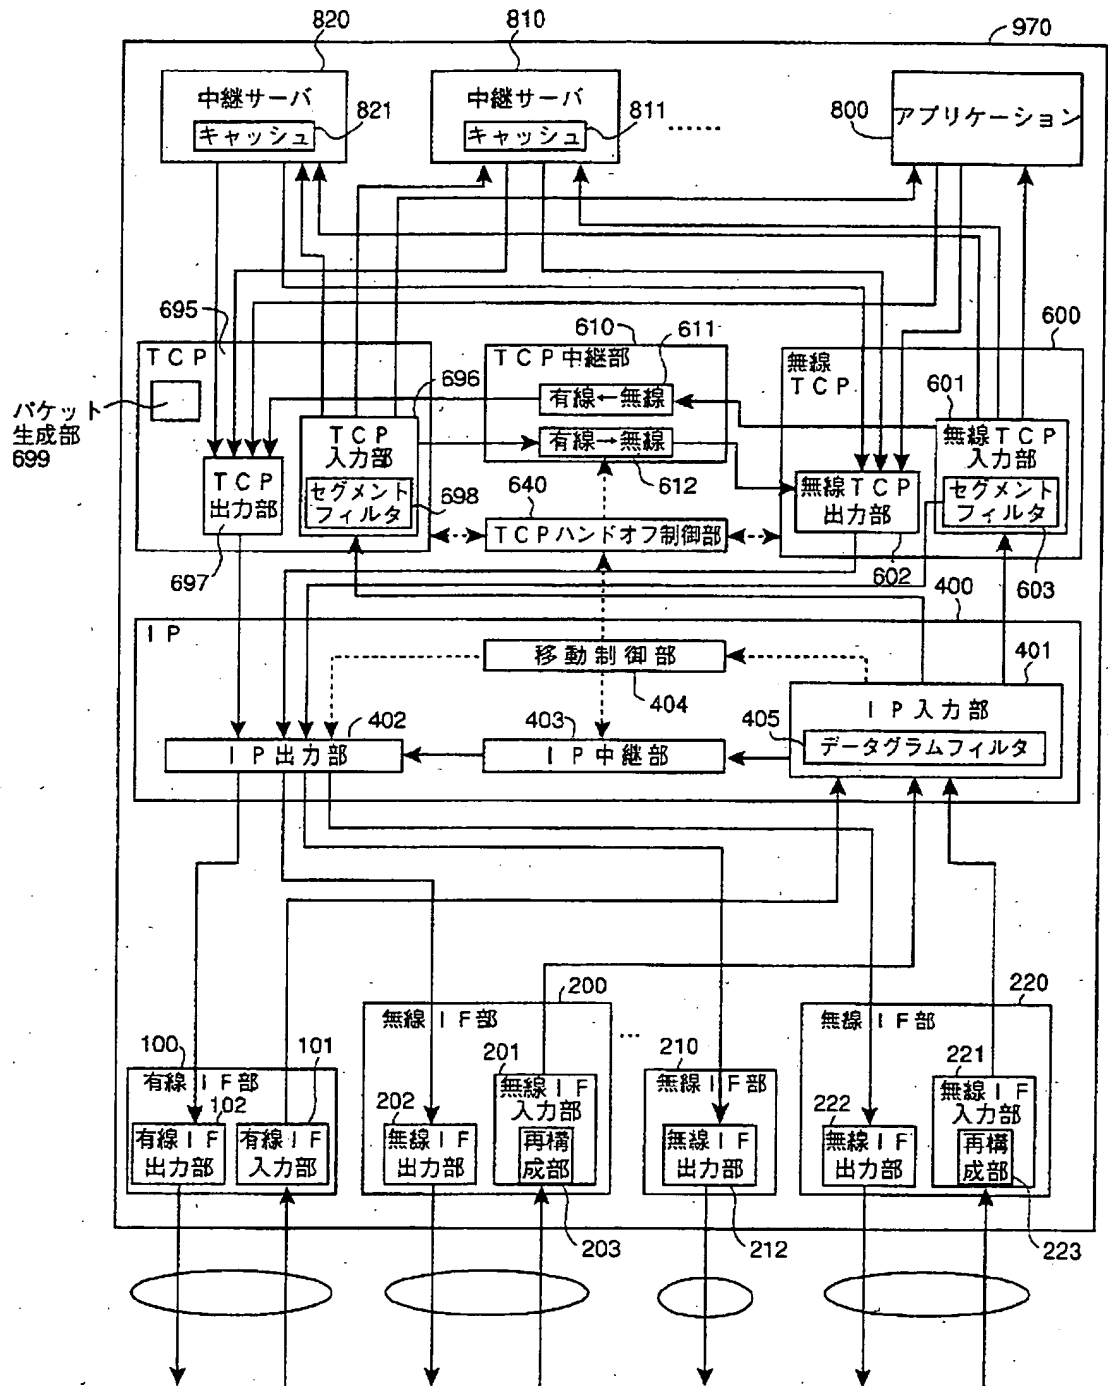 820
810
970
中継サーバ
キャッシュ
821
中継サーバ
キャッシュ
811
……
800
アプリケーション
695
610
611
600
TCP
696
TCP中継部
無線
TCP
601
パケット
生成部
699
有線←無線
有線→無線
612
TCP
入力部
セグメント
フィルタ
698
TCP
出力部
697
640
TCPハンドオフ制御部
無線TCP
入力部
セグメント
フィルタ
無線TCP
出力部
602
603
400
IP
移動制御部
404
401
IP入力部
405
データグラムフィルタ
402
IP出力部
403
IP中継部
200
無線IF部
…
220
無線IF部
100
101
有線IF部
102
有線IF
出力部
有線IF
入力部
201
無線IF
入力部
再構
成部
202
無線IF
出力部
203
210
無線IF部
無線IF
出力部
212
221
無線IF
入力部
再構
成部
222
無線IF
出力部
223